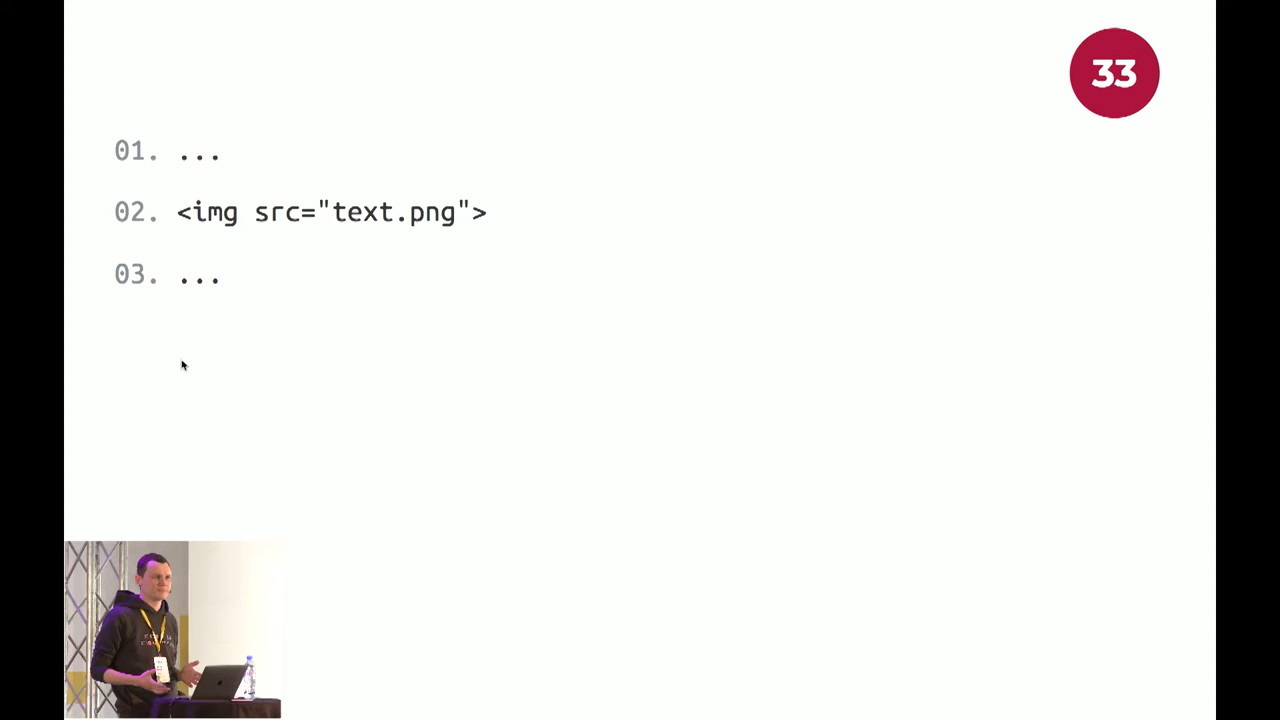 33
01. ...
02. <img src="text.png">
03. ...